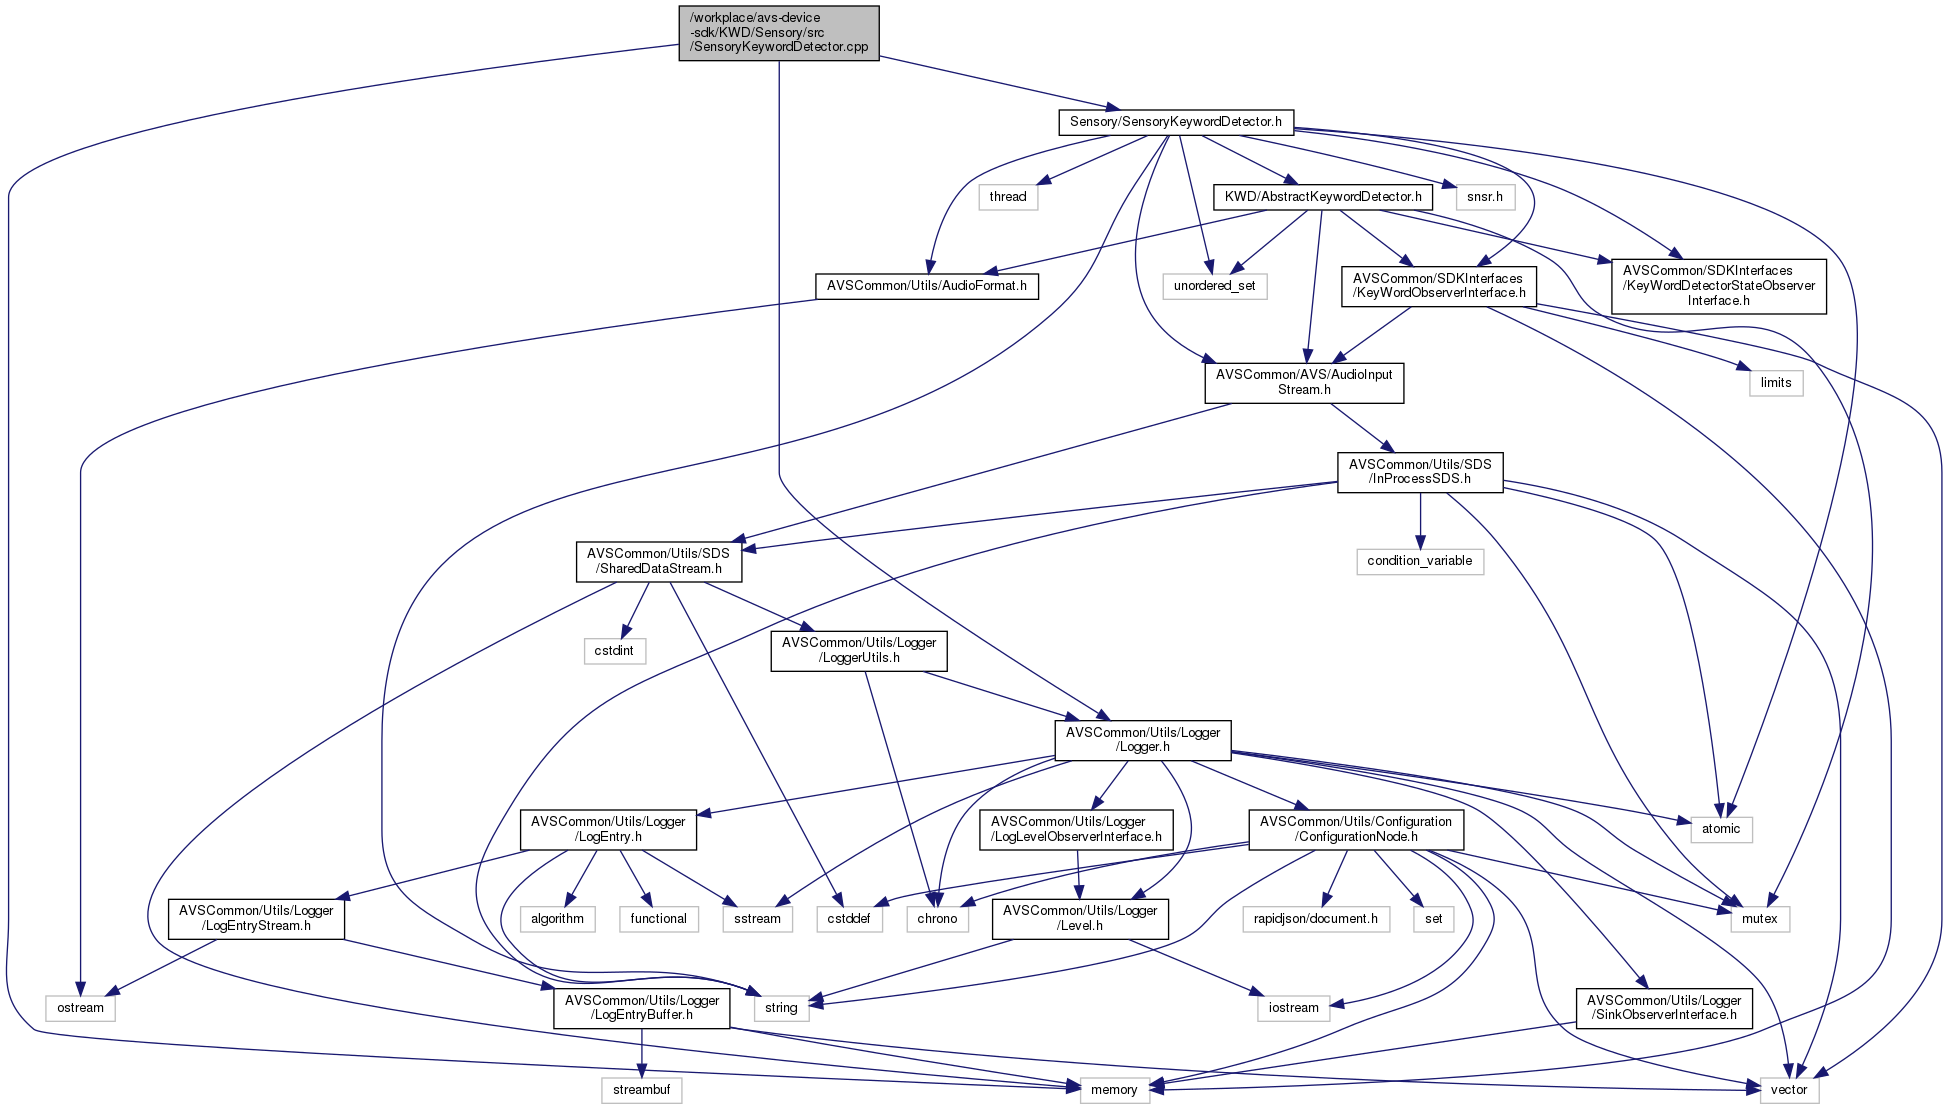 /workplace/avs-device
-sdk/KWD/Sensory/src
/SensoryKeywordDetector.cpp
Sensory/SensoryKeywordDetector.h
thread
KWD/AbstractKeywordDetector.h
snsr.h
AVSCommon/Utils/AudioFormat.h
unordered_set
AVSCommon/SDKInterfaces
/KeyWordObserverInterface.h
AVSCommon/SDKInterfaces
/KeyWordDetectorStateObserver
Interface.h
AVSCommon/AVS/AudioInput
Stream.h
limits
AVSCommon/Utils/SDS
/InProcessSDS.h
AVSCommon/Utils/SDS
/SharedDataStream.h
condition_variable
cstdint
AVSCommon/Utils/Logger
/LoggerUtils.h
AVSCommon/Utils/Logger
/Logger.h
AVSCommon/Utils/Logger
/LogEntry.h
AVSCommon/Utils/Logger
/LogLevelObserverInterface.h
AVSCommon/Utils/Configuration
/ConfigurationNode.h
atomic
AVSCommon/Utils/Logger
/LogEntryStream.h
algorithm
functional
sstream
cstddef
chrono
AVSCommon/Utils/Logger
/Level.h
rapidjson/document.h
set
mutex
ostream
AVSCommon/Utils/Logger
/LogEntryBuffer.h
string
iostream
AVSCommon/Utils/Logger
/SinkObserverInterface.h
streambuf
memory
vector